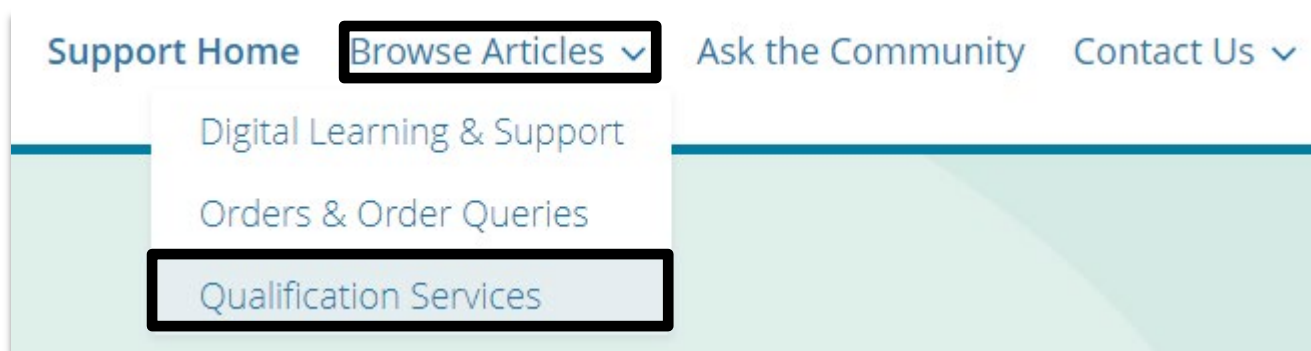 Support Home Browse Articles Ask the Community Contact Us
Digital Learning & Support
Orders & Order Queries
Qualification Services